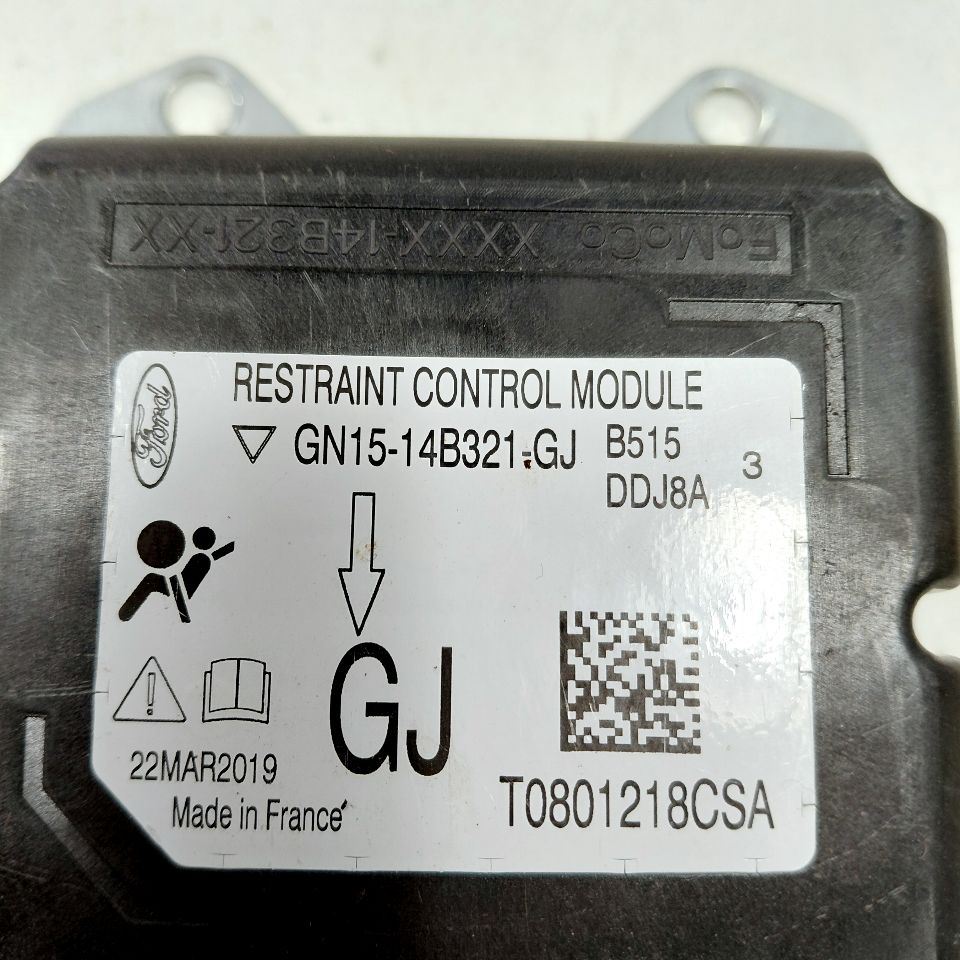 FoMoCo XXXX-14B321-XX
Ford
RESTRAINT CONTROL MODULE
GN15-14B321-GJ
B515
DDJ8A
3
GJ
22MAR2019
Made in France
T0801218CSA